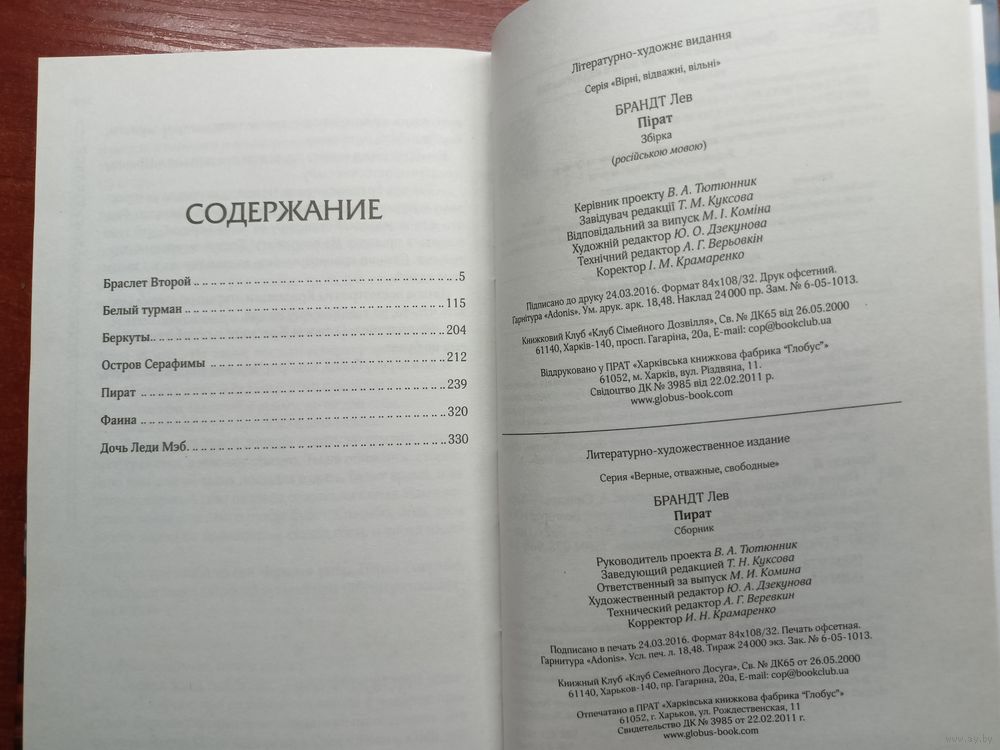 СОДЕРЖАНИЕ
Браслет Второй .................................................. 5
Белый турман .................................................. 115
Беркуты.................................................. 204
Остров Серафимы .................................................. 212
Пират .................................................. 239
Фаина .................................................. 320
Дочь Леди Мэб.................................................. 330
Літературно-художнє видання
Серія «Вірні, відважні, вільні»
БРАНДТ Лев
Пірат
Збірка
(російською мовою)
Керівник проекту В. А. Тютюнник
Завідувач редакції Т. М. Куксова
Відповідальний за випуск М. І. Коміна
Художній редактор Ю. О. Дзекунова
Технічний редактор А. Г. Верьовкін
Коректор І. М. Крамаренко
Підписано до друку 24.03.2016. Формат 84х108/32. Друк офсетний.
Гарнітура «Adonis». Ум. друк. арк. 18,48. Наклад 24 000 пр. Зам. № 6-05-1013.
Книжковий Клуб «Клуб Сімейного Дозвілля», Св. № ДК65 від 26.05.2000
61140, Харків-140, просп. Гагаріна, 20а, E-mail: cop@bookclub.ua
Віддруковано у ПРАТ «Харківська книжкова фабрика “Глобус”»
61052, м. Харків, вул. Різдвяна, 11.
Свідоцтво ДК № 3985 від 22.02.2011 р.
www.globus-book.com
Литературно-художественное издание
Серия «Верные, отважные, свободные»
БРАНДТ Лев
Пират
Сборник
Руководитель проекта В. А. Тютюнник
Заведующий редакцией Т. Н. Куксова
Ответственный за выпуск М. И. Комина
Художественный редактор Ю. А. Дзекунова
Технический редактор А. Г. Веревкин
Корректор И. Н. Крамаренко
Подписано в печать 24.03.2016. Формат 84х108/32. Печать офсетная.
Гарнитура «Adonis». Усл. печ. л. 18,48. Тираж 24000 экз. Зак. № 6-05-1013.
Книжный Клуб «Клуб Семейного Досуга», Св. № ДК65 от 26.05.2000
61140, Харьков-140, пр. Гагарина, 20а, E-mail: cop@bookclub.ua
Отпечатано в ПРАТ «Харківська книжкова фабрика “Глобус”»
61052, г. Харьков, ул. Рождественская, 11
Свидетельство ДК № 3985 от 22.02.2011 г.
www.globus-book.com
www.ay.by